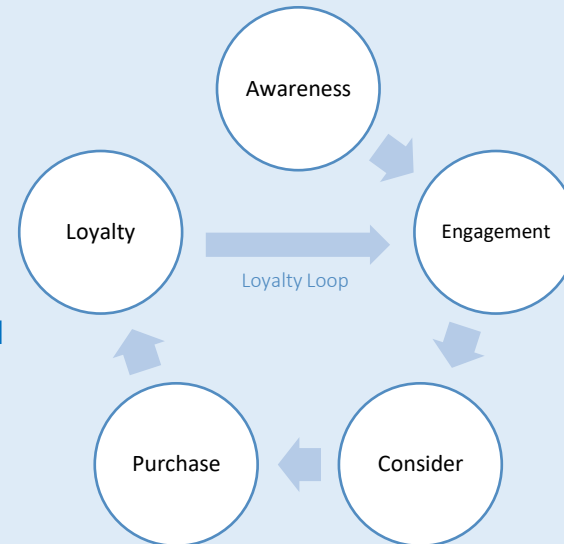 Awareness
Loyalty
Engagement
Loyalty Loop
Purchase
Consider